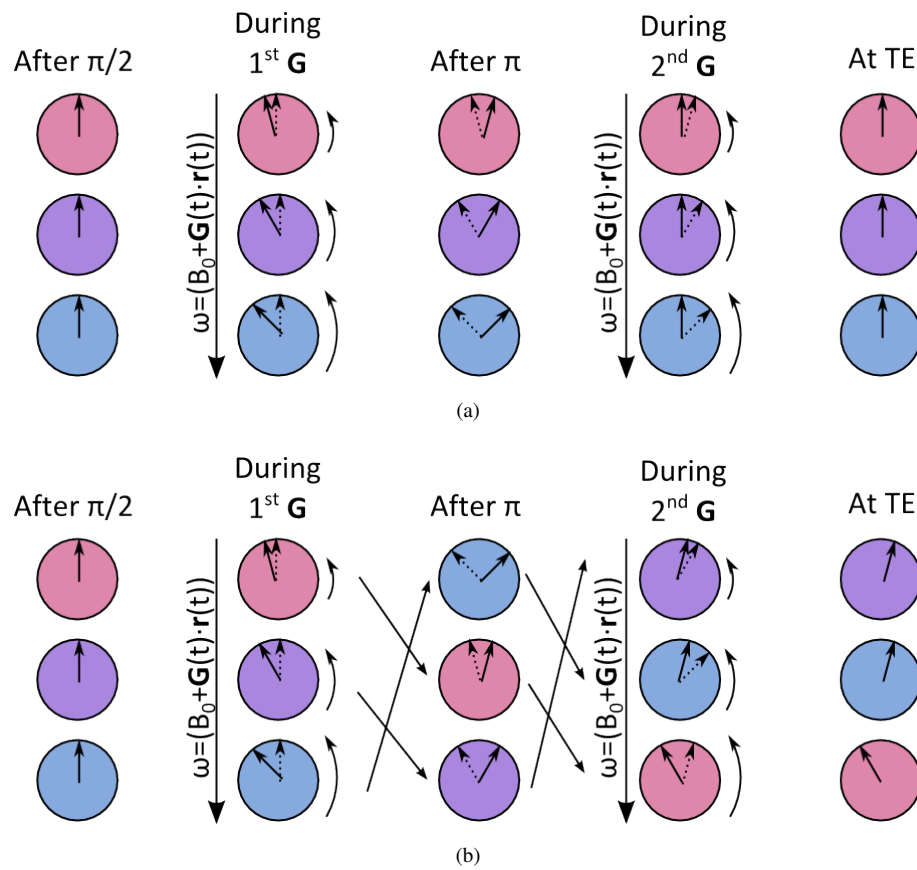 After π/2
During
1st G
After π
During
2nd G
At TE
ω=(B₀+G(t)·r(t))
ω=(B₀+G(t)·r(t))
(a)
After π/2
During
1st G
After π
During
2nd G
At TE
ω=(B₀+G(t)·r(t))
ω=(B₀+G(t)·r(t))
(b)